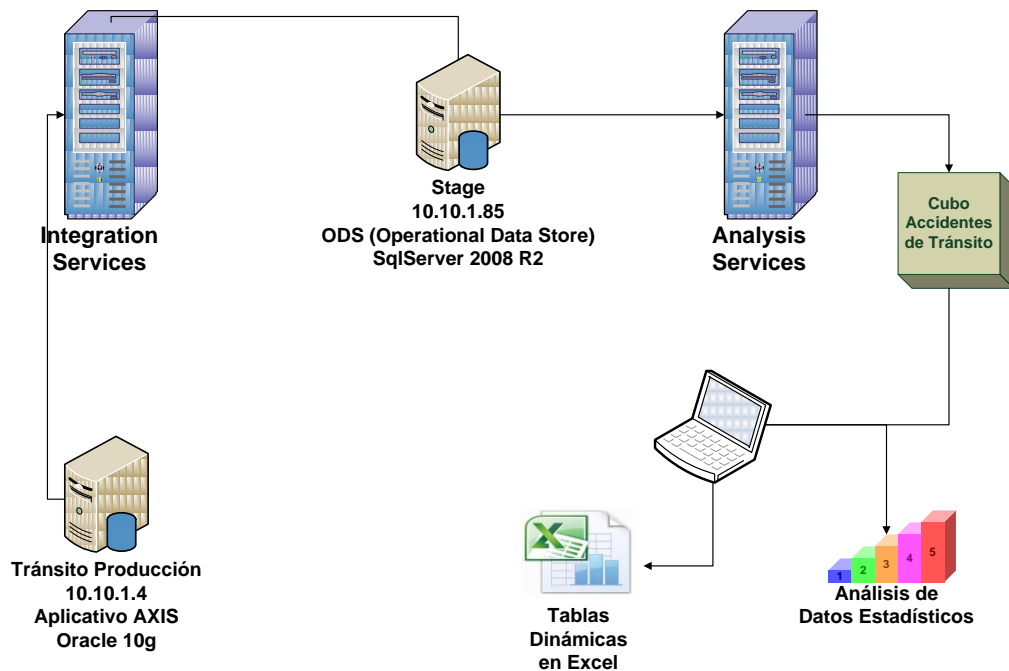 Integration
Services
Stage
10.10.1.85
ODS (Operational Data Store)
SqlServer 2008 R2
Analysis
Services
Cubo
Accidentes
de Tránsito
Tránsito Producción
10.10.1.4
Aplicativo AXIS
Oracle 10g
X
Tablas
Dinámicas
en Excel
1
2
3
4
5
Análisis de
Datos Estadísticos